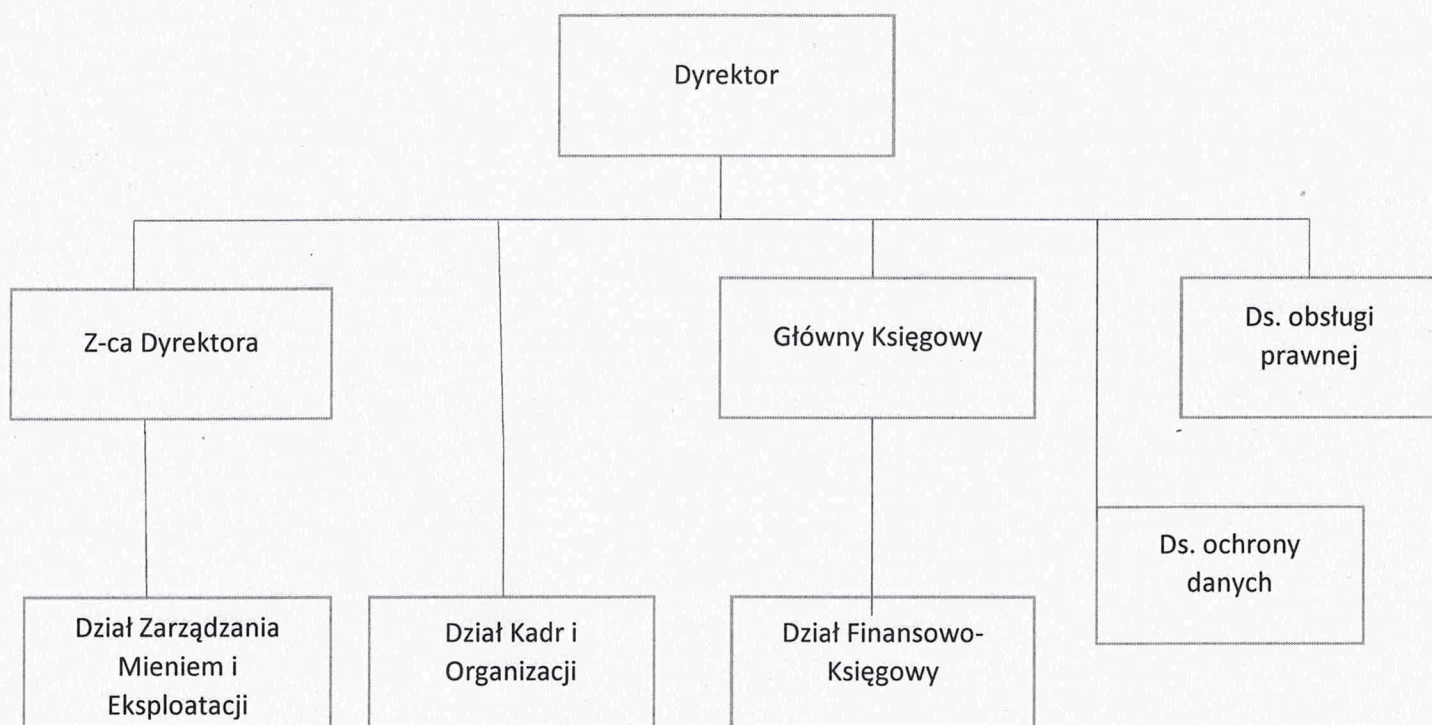 Dyrektor
Z-ca Dyrektora
Główny Księgowy
Ds. obsługi
prawnej
Ds. ochrony
danych
Dział Zarządzania
Mieniem i
Eksploatacji
Dział Kadr i
Organizacji
Dział Finansowo-
Księgowy